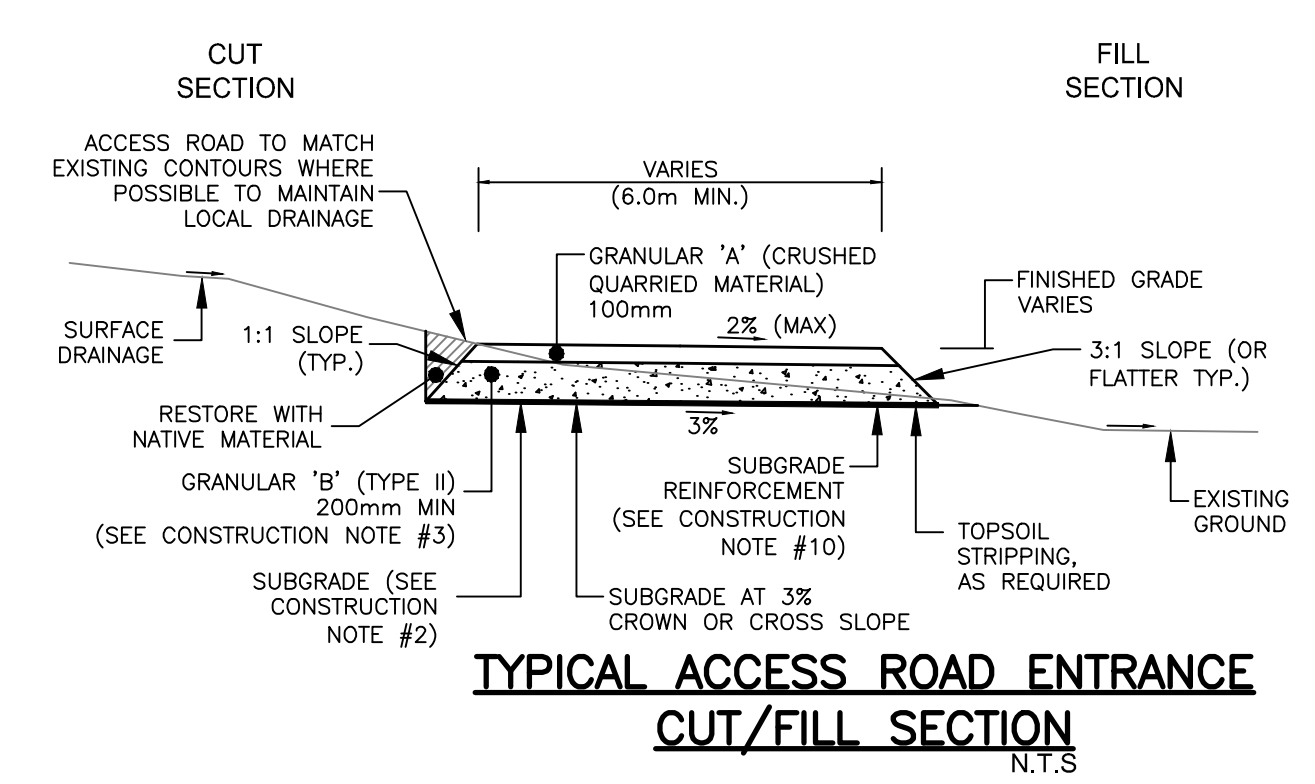 CUT
SECTION
FILL
SECTION
ACCESS ROAD TO MATCH
EXISTING CONTOURS WHERE
POSSIBLE TO MAINTAIN
LOCAL DRAINAGE
VARIES
(6.0m MIN.)
GRANULAR 'A' (CRUSHED
QUARRIED MATERIAL)
100mm
FINISHED GRADE
VARIES
2% (MAX)
SURFACE
DRAINAGE
1:1 SLOPE
(TYP.)
3:1 SLOPE (OR
FLATTER TYP.)
RESTORE WITH
NATIVE MATERIAL
3%
GRANULAR 'B' (TYPE II)
200mm MIN
(SEE CONSTRUCTION NOTE #3)
SUBGRADE
REINFORCEMENT
(SEE CONSTRUCTION
NOTE #10)
EXISTING
GROUND
TOPSOIL
STRIPPING,
AS REQUIRED
SUBGRADE (SEE
CONSTRUCTION
NOTE #2)
SUBGRADE AT 3%
CROWN OR CROSS SLOPE
TYPICAL ACCESS ROAD ENTRANCE
CUT/FILL SECTION
N.T.S